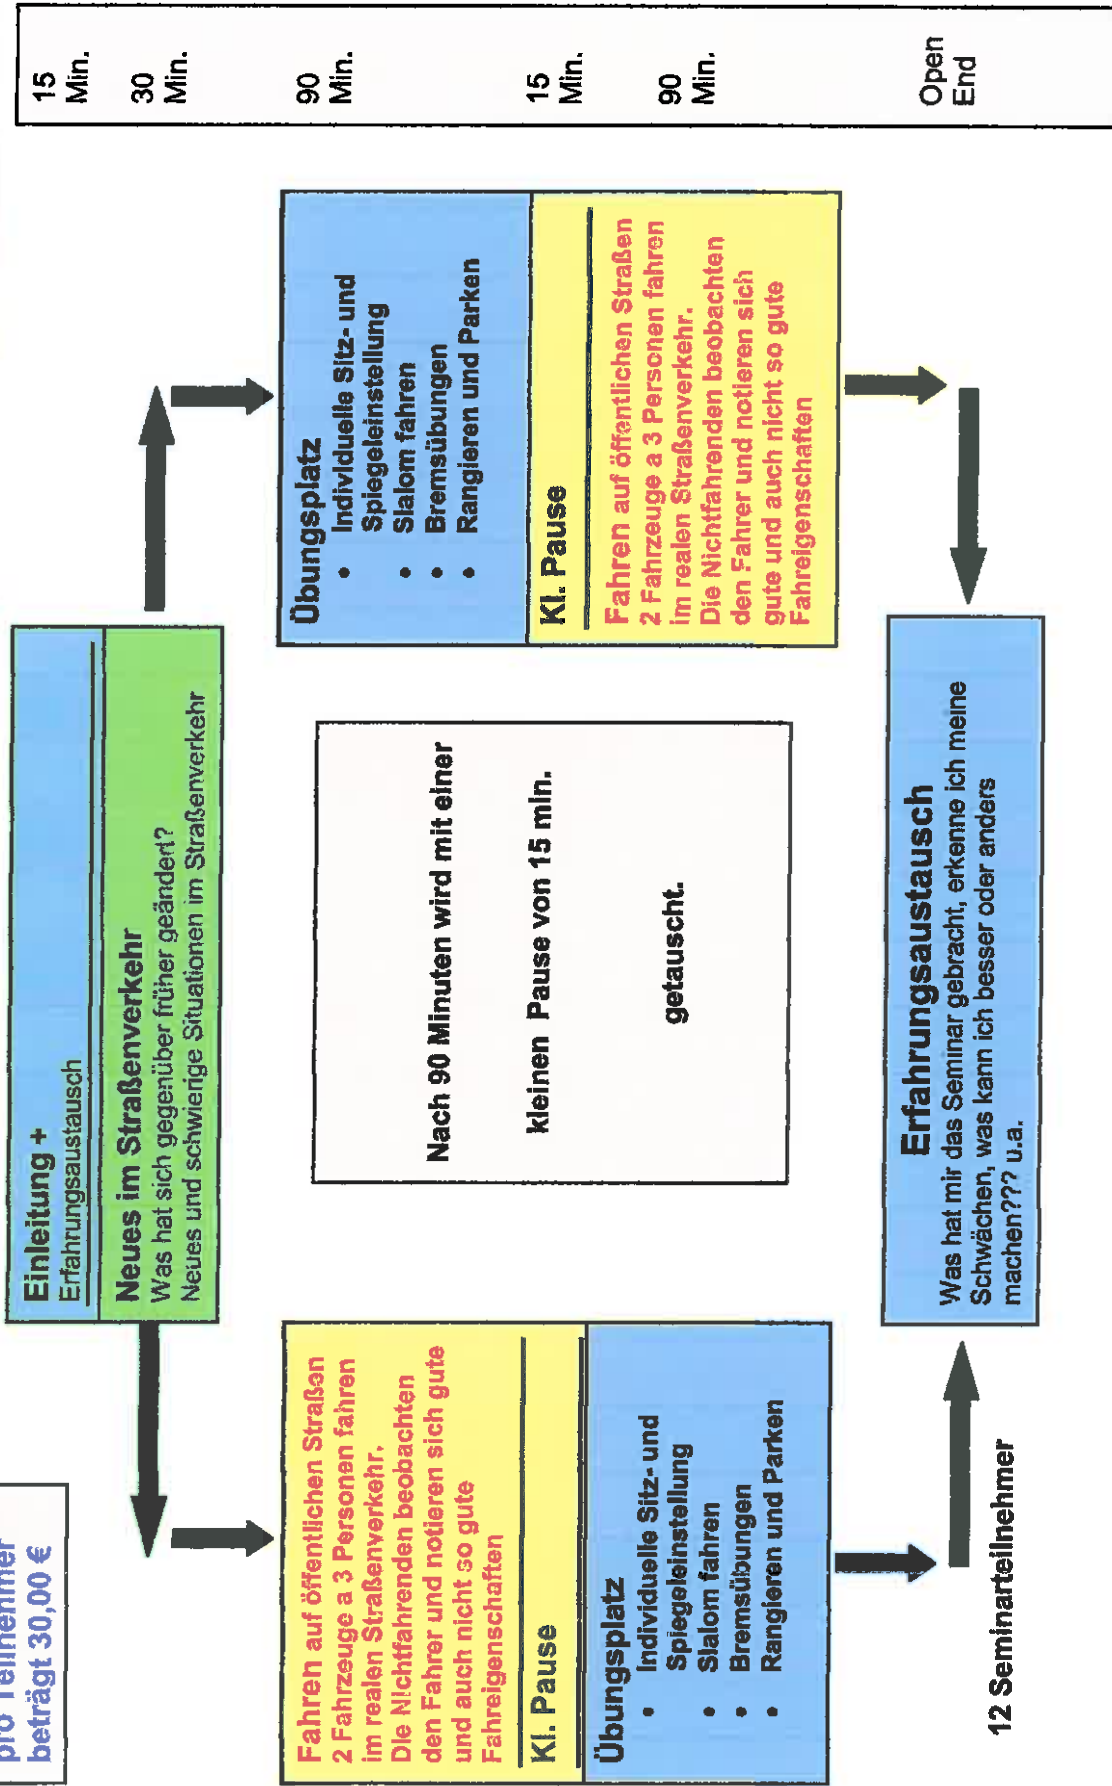 pro Teilnehmer
beträgt 30,00 €
Einleitung +
Erfahrungsaustausch
Neues im Straßenverkehr
Was hat sich gegenüber früher geändert?
Neues und schwierige Situationen im Straßenverkehr
15
Min.
30
Min.
90
Min.
15
Min.
90
Min.
Open
End
Fahren auf öffentlichen Straßen
2 Fahrzeuge a 3 Personen fahren
im realen Straßenverkehr.
Die Nichtfahrenden beobachten
den Fahrer und notieren sich gute
und auch nicht so gute
Fahreigenschaften
Kl. Pause
Übungsplatz
• Individuelle Sitz- und
Spiegeleinstellung
• Slalom fahren
• Bremsübungen
• Rangieren und Parken
Nach 90 Minuten wird mit einer
kleinen Pause von 15 min.
getauscht.
Übungsplatz
• Individuelle Sitz- und
Spiegeleinstellung
• Slalom fahren
• Bremsübungen
• Rangieren und Parken
Kl. Pause
Fahren auf öffentlichen Straßen
2 Fahrzeuge a 3 Personen fahren
im realen Straßenverkehr.
Die Nichtfahrenden beobachten
den Fahrer und notieren sich
gute und auch nicht so gute
Fahreigenschaften
12 Seminarteilnehmer
Erfahrungsaustausch
Was hat mir das Seminar gebracht, erkenne ich meine
Schwächen, was kann ich besser oder anders
machen??? u.a.